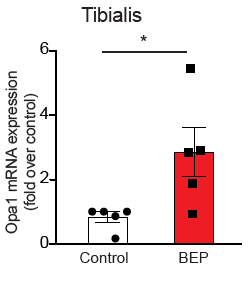 Tibialis
*
Opa1 mRNA expression
(fold over control)
6
4
2
0
Control BEP